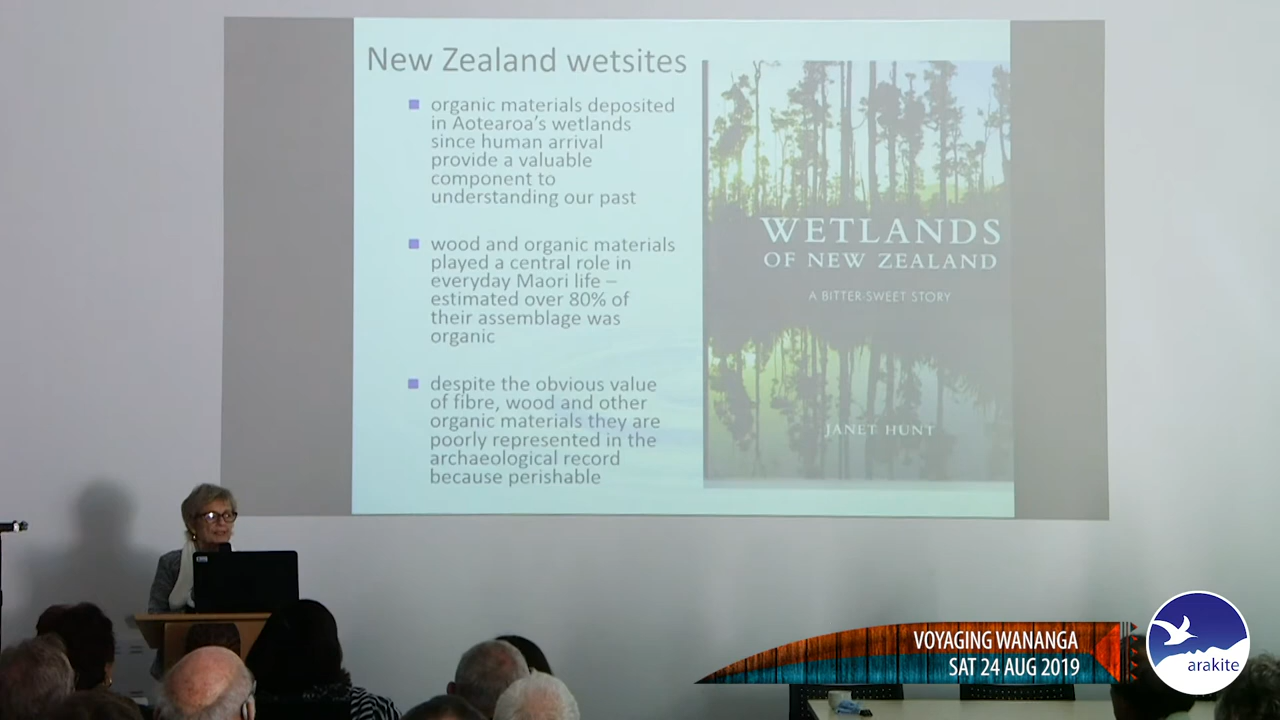 New Zealand wetsites
organic materials deposited
in Aotearoa's wetlands
since human arrival
provide a valuable
component to
understanding our past
wood and organic materials
played a central role in
everyday Maori life –
estimated over 80% of
their assemblage was
organic
despite the obvious value
of fibre, wood and other
organic materials they are
poorly represented in the
archaeological record
because perishable
WETLANDS
OF NEW ZEALAND
A BITTER-SWEET STORY
JANET HUNT
VOYAGING WANANGA
SAT 24 AUG 2019
arakite